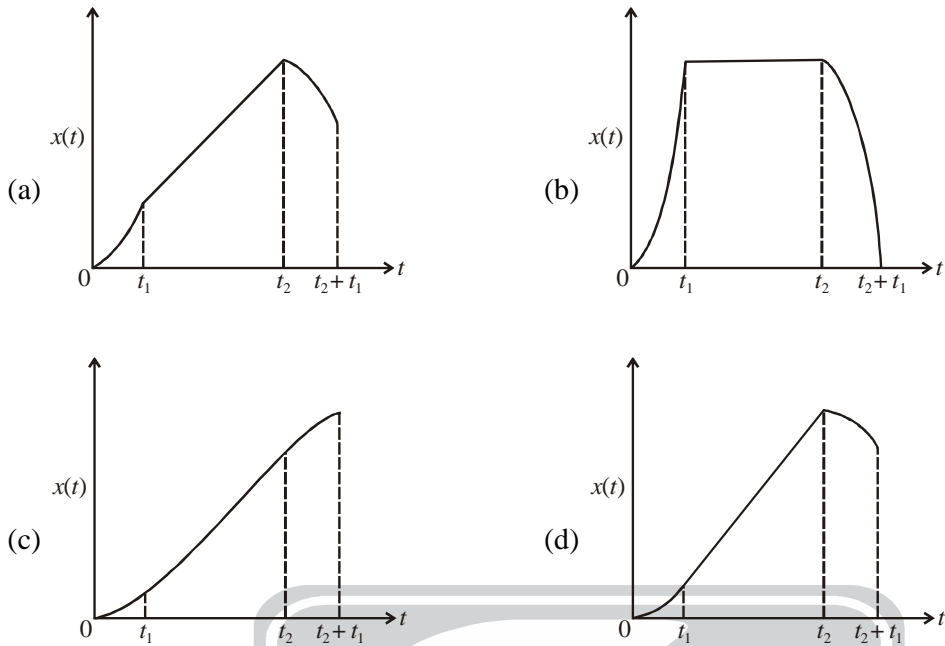 x(t)
(a)
0
t₁
t₂
t₂+ t₁
t
x(t)
(b)
0
t₁
t₂
t₂+ t₁
t
x(t)
(c)
0
t₁
t₂
t₂+ t₁
t
x(t)
(d)
0
t₁
t₂
t₂+ t₁
t